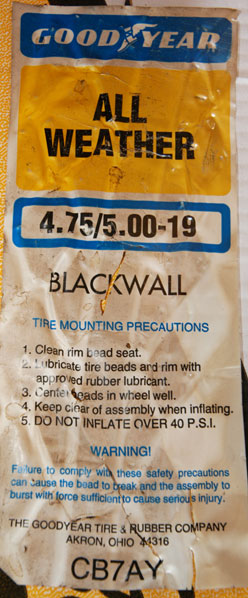 GOODYEAR
ALL
WEATHER
4.75/5.00-19
BLACKWALL
TIRE MOUNTING PRECAUTIONS
1. Clean rim bead seat.
2. Lubricate tire beads and rim with
approved rubber lubricant.
3. Center beads in wheel well.
4. Keep clear of assembly when inflating.
5. DO NOT INFLATE OVER 40 P.S.I.
WARNING!
Failure to comply with these safety precautions
can cause the bead to break and the assembly to
burst with force sufficient to cause serious injury.
THE GOODYEAR TIRE & RUBBER COMPANY
AKRON, OHIO 44316
CB7AY